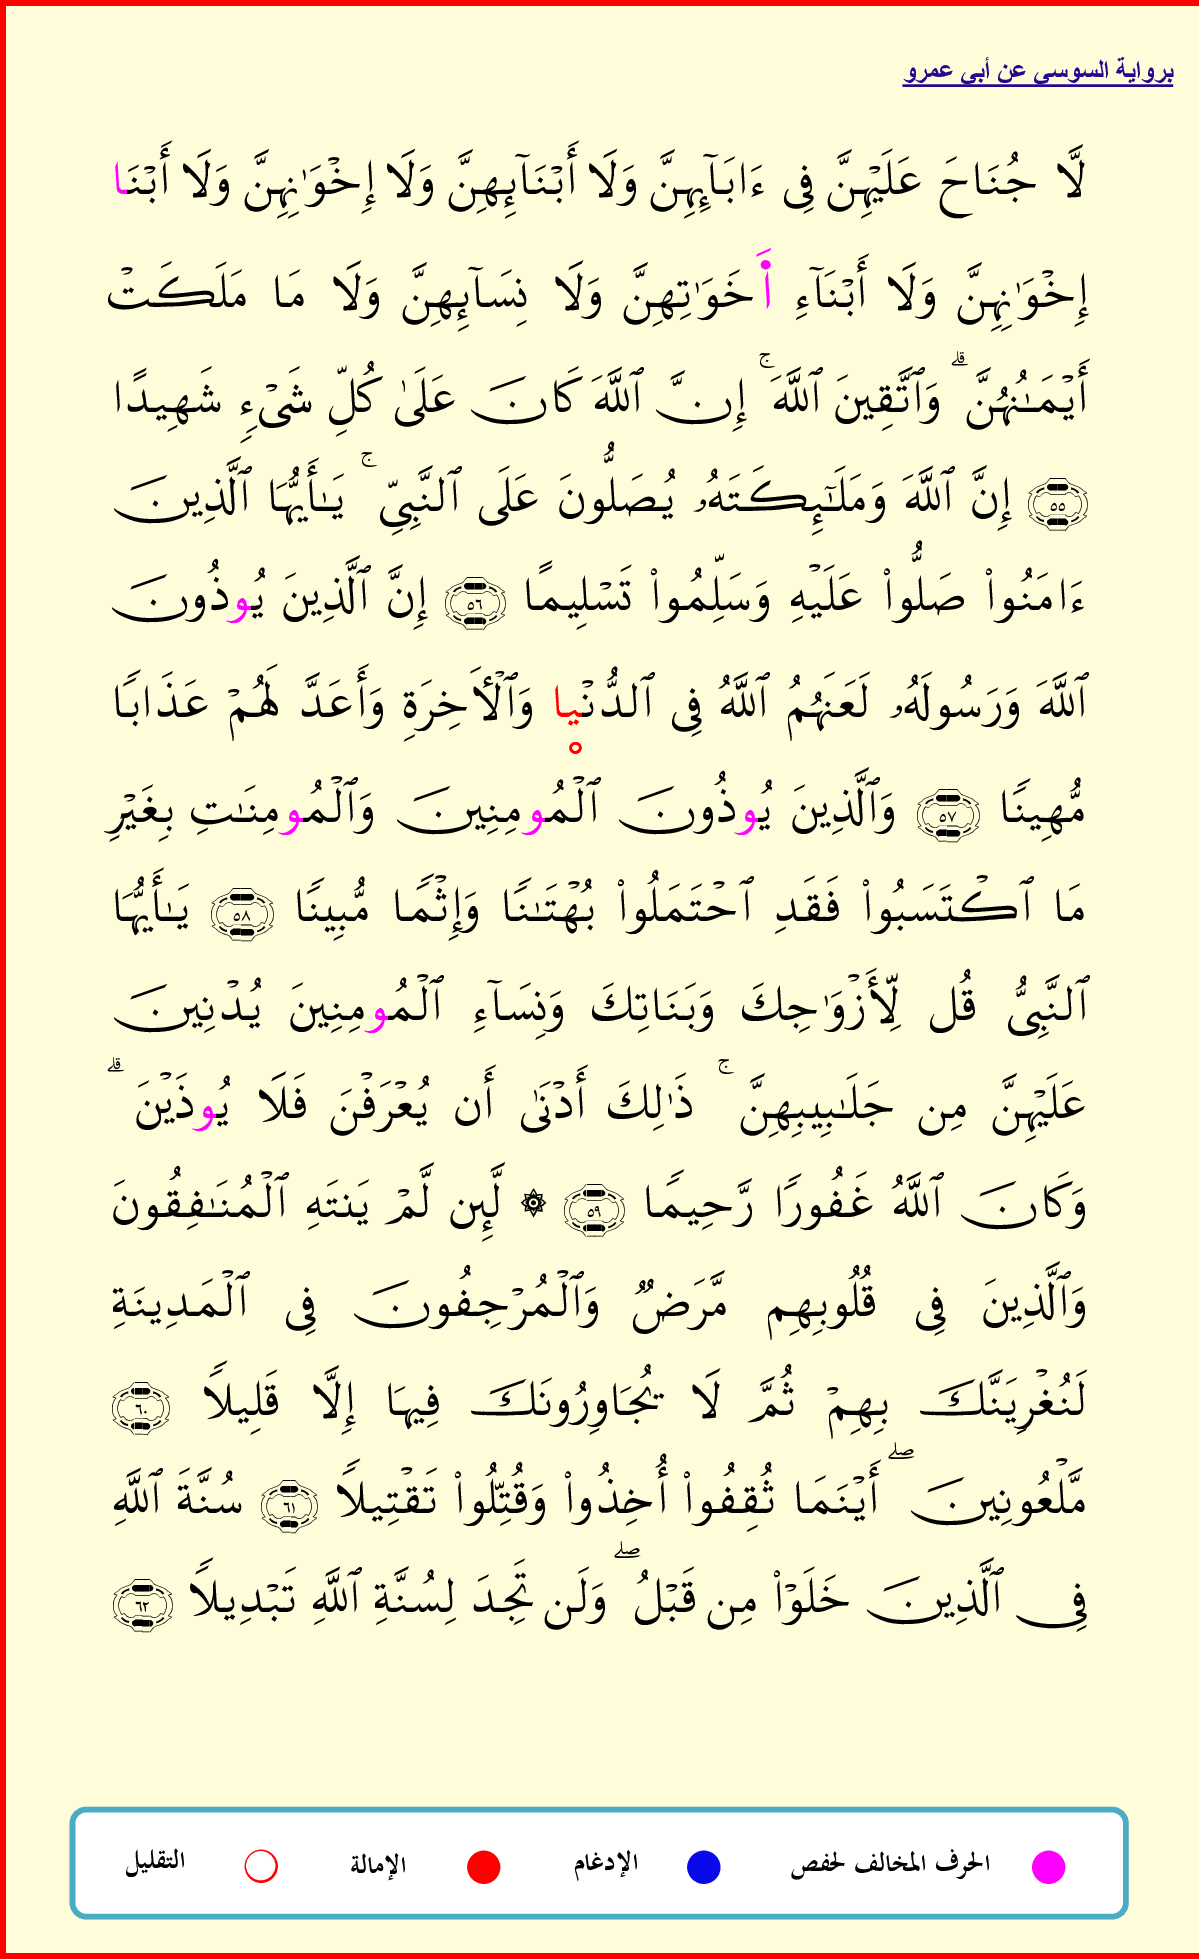 برواية السوسي عن أبي عمرو
لَّا جُنَاحَ عَلَيۡهِنَّ فِي ءَابَآئِهِنَّ وَلَا أَبۡنَآئِهِنَّ وَلَا إِخۡوَٰنِهِنَّ وَلَا أَبۡنَا
إِخۡوَٰنِهِنَّ وَلَا أَبۡنَآءِ أَخَوَٰتِهِنَّ وَلَا نِسَآئِهِنَّ وَلَا مَا مَلَكَتۡ
أَيۡمَٰنُهُنَّۗ وَٱتَّقِينَ ٱللَّهَۚ إِنَّ ٱللَّهَ كَانَ عَلَىٰ كُلِّ شَيۡءٖ شَهِيدًا
٥٥ إِنَّ ٱللَّهَ وَمَلَٰٓئِكَتَهُۥ يُصَلُّونَ عَلَى ٱلنَّبِيِّۚ يَٰأَيُّهَا ٱلَّذِينَ
ءَامَنُواْ صَلُّواْ عَلَيۡهِ وَسَلِّمُواْ تَسۡلِيمًا ٥٦ إِنَّ ٱلَّذِينَ يُوذُونَ
ٱللَّهَ وَرَسُولَهُۥ لَعَنَهُمُ ٱللَّهُ فِي ٱلدُّنۡيا وَٱلۡأَخِرَةِ وَأَعَدَّ لَهُمۡ عَذَابًا
مُّهِينًا ٥٧ وَٱلَّذِينَ يُوذُونَ ٱلۡمُومِنِينَ وَٱلۡمُومِنَٰتِ بِغَيۡرِ
مَا ٱكۡتَسَبُواْ فَقَدِ ٱحۡتَمَلُواْ بُهۡتَٰنًا وَإِثۡمًا مُّبِينًا ٥٨ يَٰأَيُّهَا
ٱلنَّبِيُّ قُل لِّأَزۡوَٰجِكَ وَبَنَاتِكَ وَنِسَآءِ ٱلۡمُومِنِينَ يُدۡنِينَ
عَلَيۡهِنَّ مِن جَلَٰبِيبِهِنَّۚ ذَٰلِكَ أَدۡنَىٰ أَن يُعۡرَفۡنَ فَلَا يُوذَيۡنَۗ
وَكَانَ ٱللَّهُ غَفُورًا رَّحِيمًا ٥٩ ۞ لَّئِن لَّمۡ يَنتَهِ ٱلۡمُنَٰفِقُونَ
وَٱلَّذِينَ فِي قُلُوبِهِم مَّرَضٞ وَٱلۡمُرۡجِفُونَ فِي ٱلۡمَدِينَةِ
لَنُغۡرِيَنَّكَ بِهِمۡ ثُمَّ لَا يُجَاوِرُونَكَ فِيهَا إِلَّا قَلِيلًا ٦٠
مَّلۡعُونِينَۖ أَيۡنَمَا ثُقِفُواْ أُخِذُواْ وَقُتِّلُواْ تَقۡتِيلًا ٦١ سُنَّةَ ٱللَّهِ
فِي ٱلَّذِينَ خَلَوۡاْ مِن قَبۡلُۖ وَلَن تَجِدَ لِسُنَّةِ ٱللَّهِ تَبۡدِيلًا ٦٢
الحرف المخالف لحفص الإدغام الإمالة التقليل